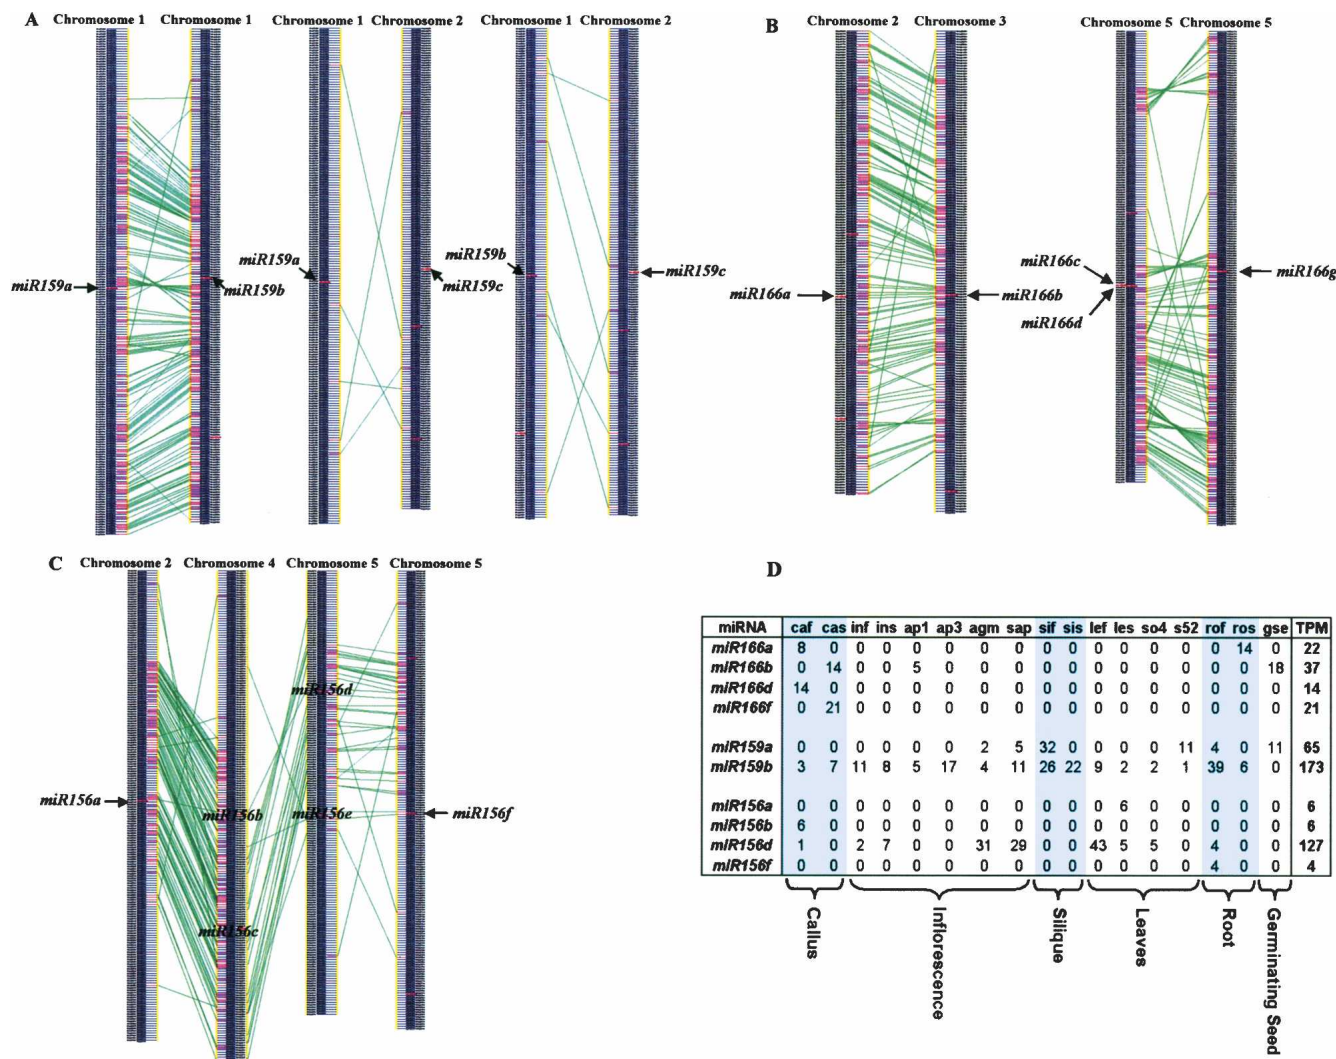 A
Chromosome 1 Chromosome 1 Chromosome 1 Chromosome 2 Chromosome 1 Chromosome 2
miR159a
miR159b
miR159a
miR159c
miR159b
miR159c
B
Chromosome 2 Chromosome 3 Chromosome 5 Chromosome 5
miR166a
miR166b
miR166c
miR166d
miR166g
C
Chromosome 2 Chromosome 4 Chromosome 5 Chromosome 5
miR156a
miR156b
miR156c
miR156d
miR156e
miR156f
D
miRNA caf cas inf ins ap1 ap3 agm sap sif sis lef les so4 s52 rof ros gse TPM
miR166a 8 0 0 0 0 0 0 0 0 0 0 0 0 0 0 14 0 22
miR166b 0 14 0 0 5 0 0 0 0 0 0 0 0 0 0 0 18 37
miR166d 14 0 0 0 0 0 0 0 0 0 0 0 0 0 0 0 0 14
miR166f 0 21 0 0 0 0 0 0 0 0 0 0 0 0 0 0 0 21
miR159a 0 0 0 0 0 0 2 5 32 0 0 0 0 11 4 0 11 65
miR159b 3 7 11 8 5 17 4 11 26 22 9 2 2 1 39 6 0 173
miR156a 0 0 0 0 0 0 0 0 0 0 0 6 0 0 0 0 0 6
miR156b 6 0 0 0 0 0 0 0 0 0 0 0 0 0 0 0 0 6
miR156d 1 0 2 7 0 0 31 29 0 0 43 5 5 0 4 0 0 127
miR156f 0 0 0 0 0 0 0 0 0 0 0 0 0 0 4 0 0 4
Callus
Inflorescence
Silique
Leaves
Root
Germinating Seed